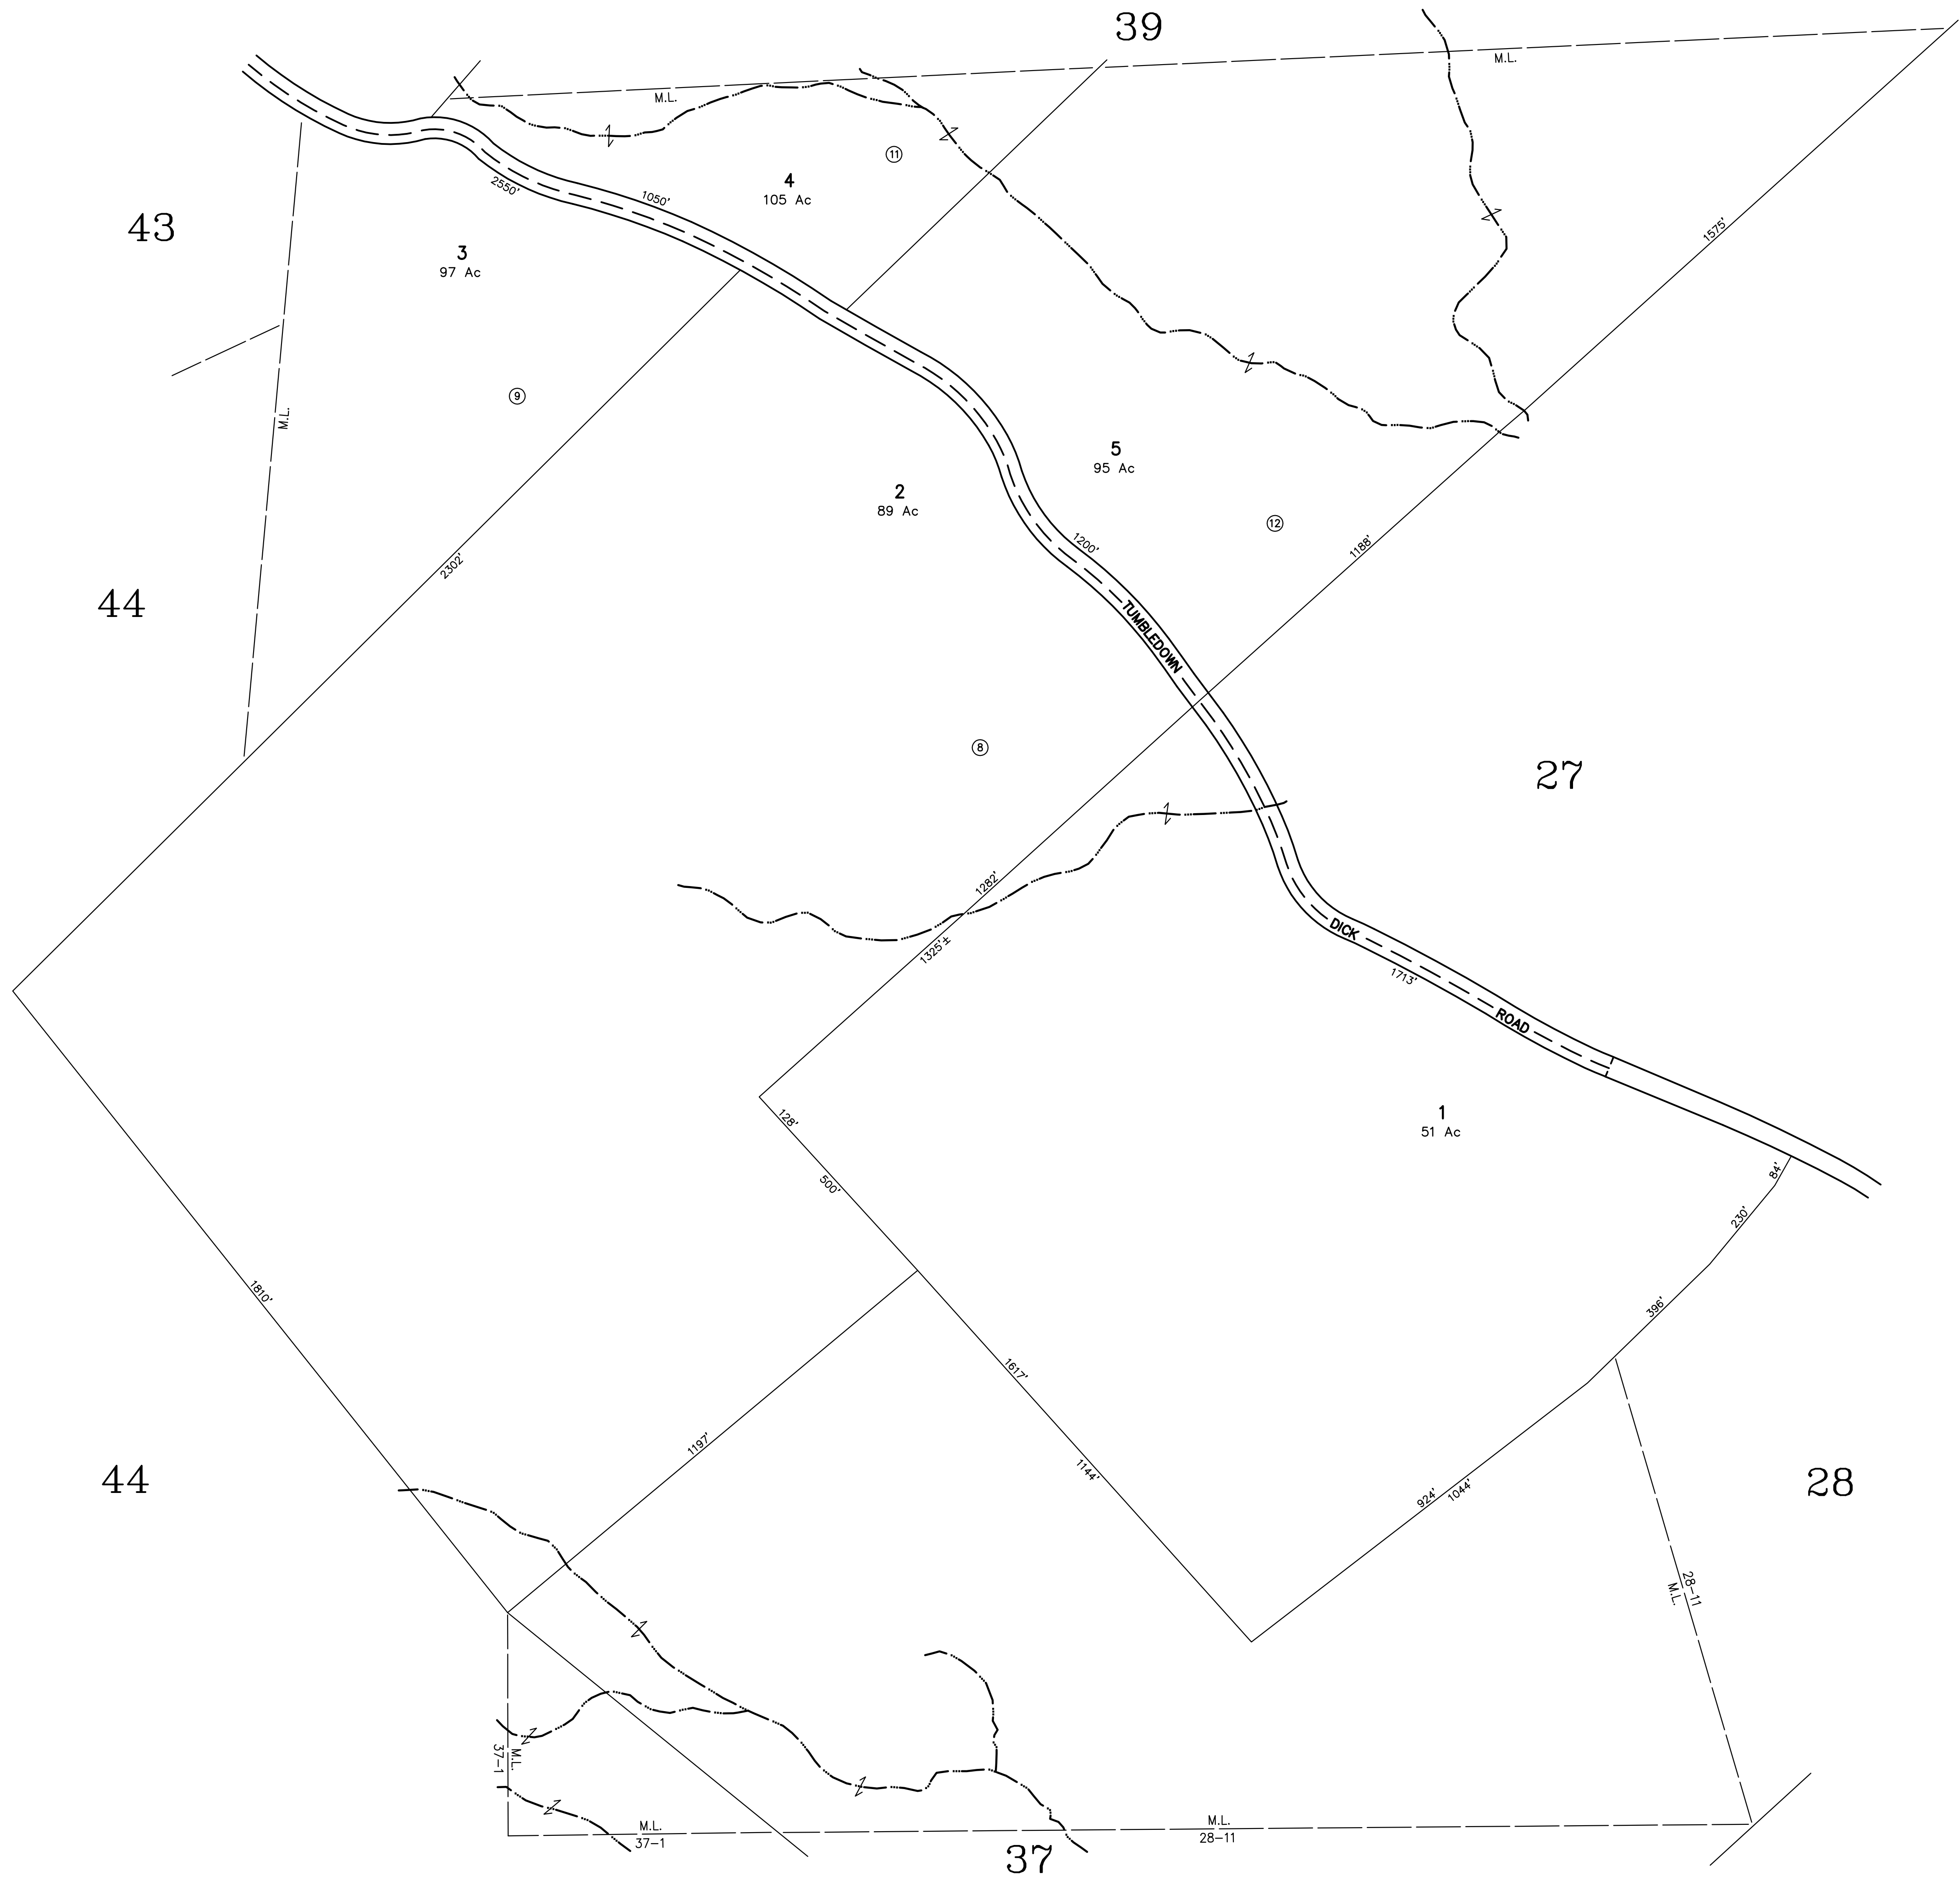 39
M.L.
M.L.
11
4
105 Ac
2550'
1050'
43
3
97 Ac
1575'
9
M.L.
5
95 Ac
2
89 Ac
12
1200'
1188'
2302'
44
TUMBLEDOWN
8
27
1282'
1325'±
DICK
1713'
ROAD
1
51 Ac
128'
84'
500'
230'
1810'
396'
1617'
1197'
1144'
44
924'
1044'
28
28-11
M.L.
37-1
M.L.
M.L.
37-1
M.L.
28-11
37